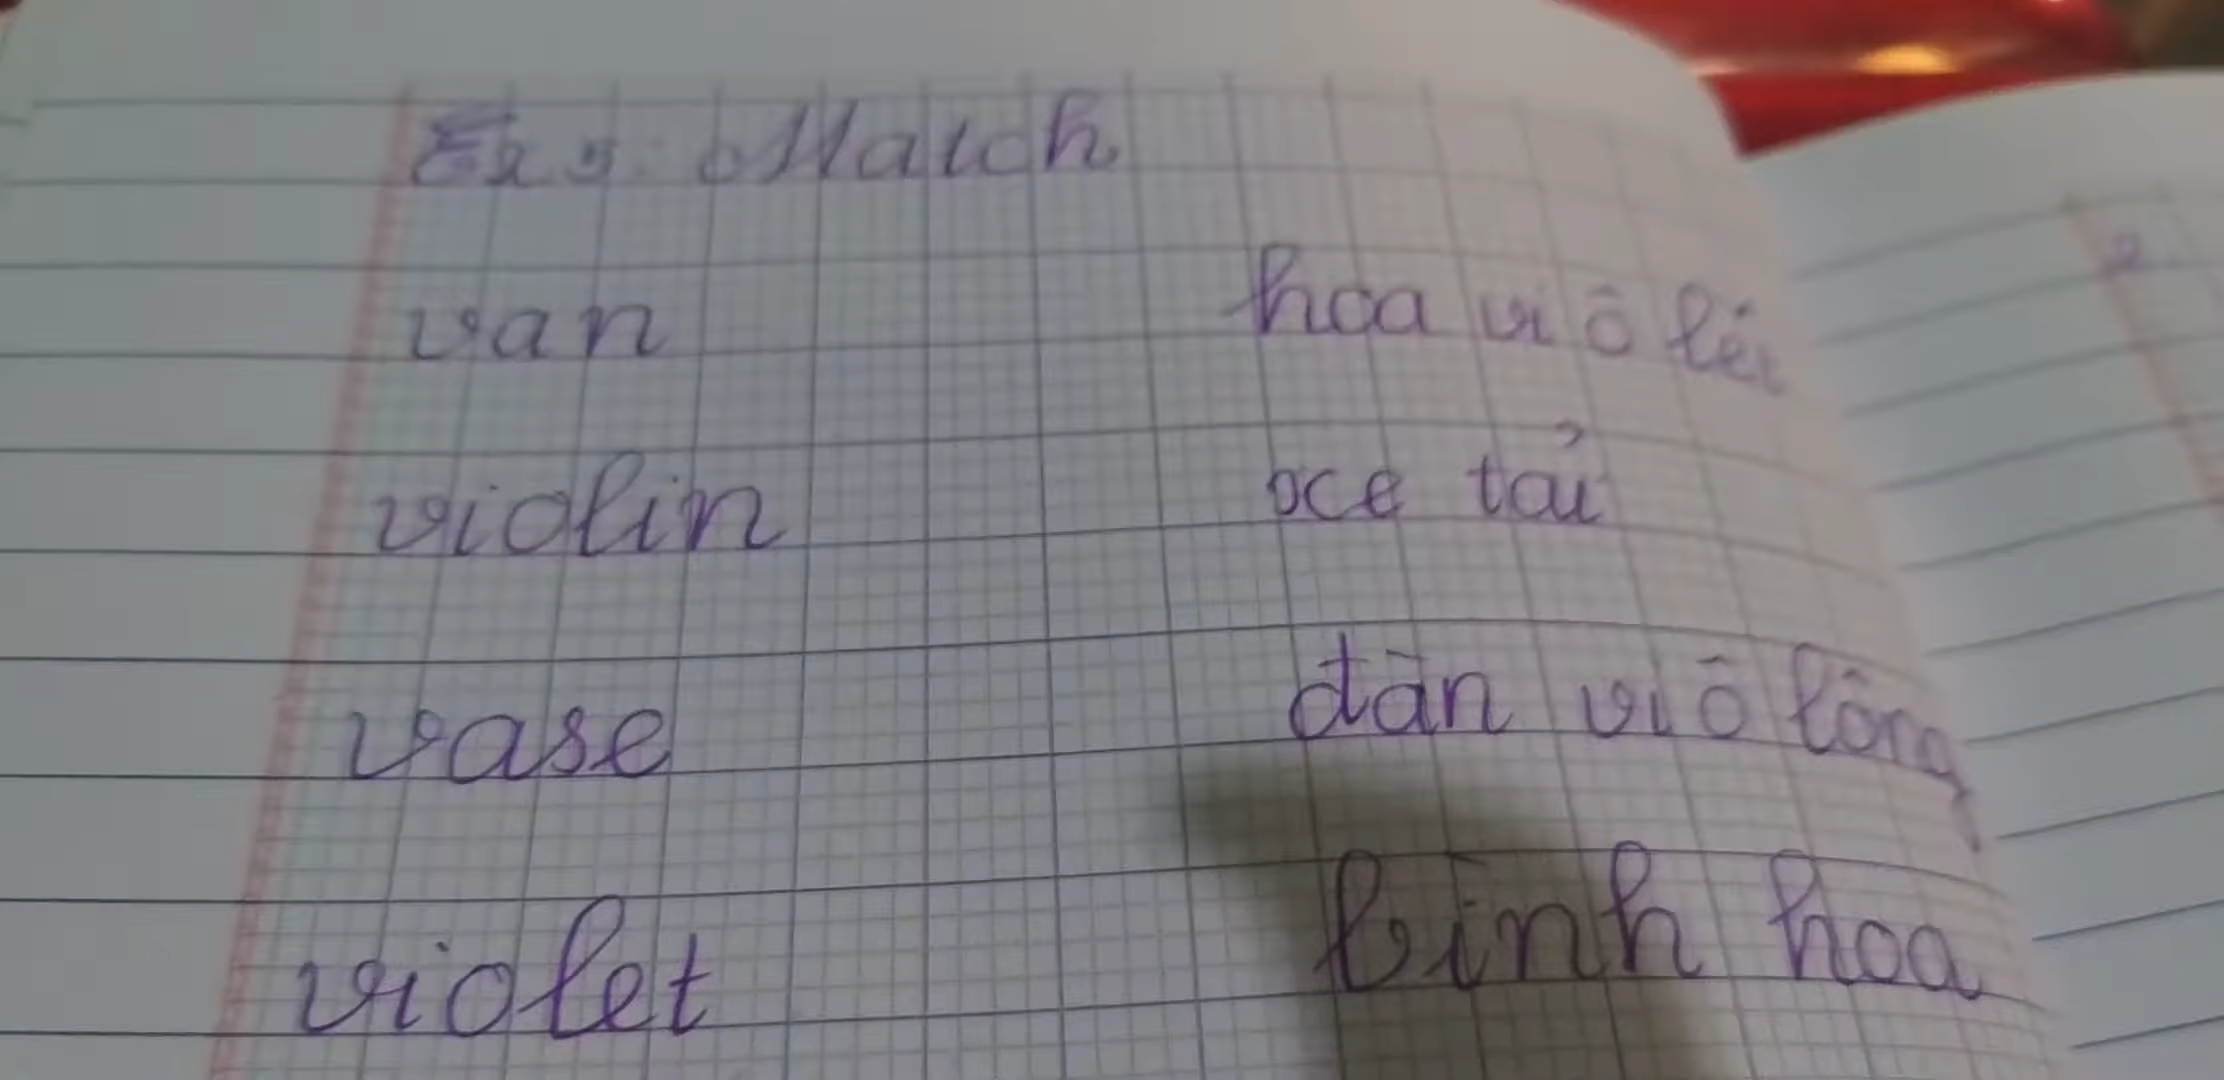 Ex 5: Match
van hoa vi ô lét
violin xe tải
vase đàn vi ô lông
violet bình hoa